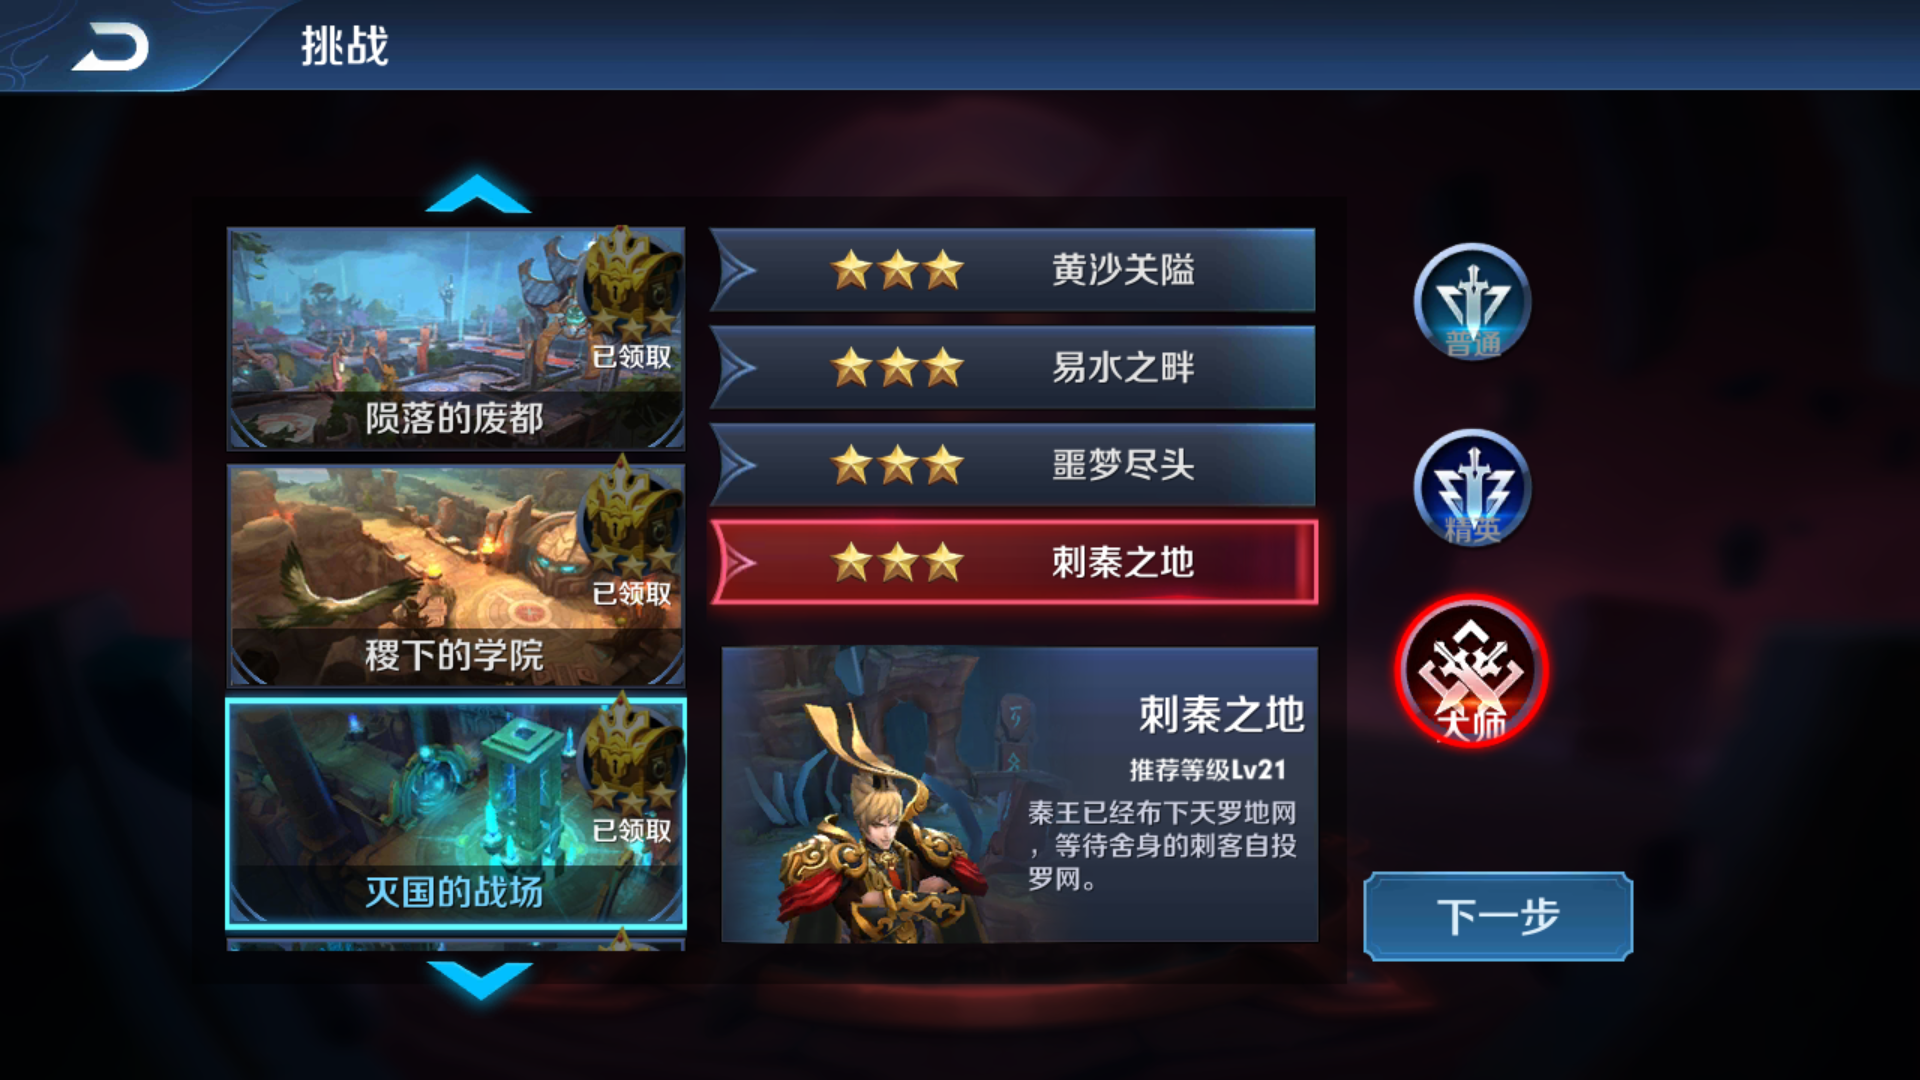 挑战
陨落的废都
已领取
稷下的学院
已领取
灭国的战场
已领取
黄沙关隘
易水之畔
噩梦尽头
刺秦之地
刺秦之地
推荐等级Lv21
秦王已经布下天罗地网
，等待舍身的刺客自投
罗网。
普通
精英
大师
下一步